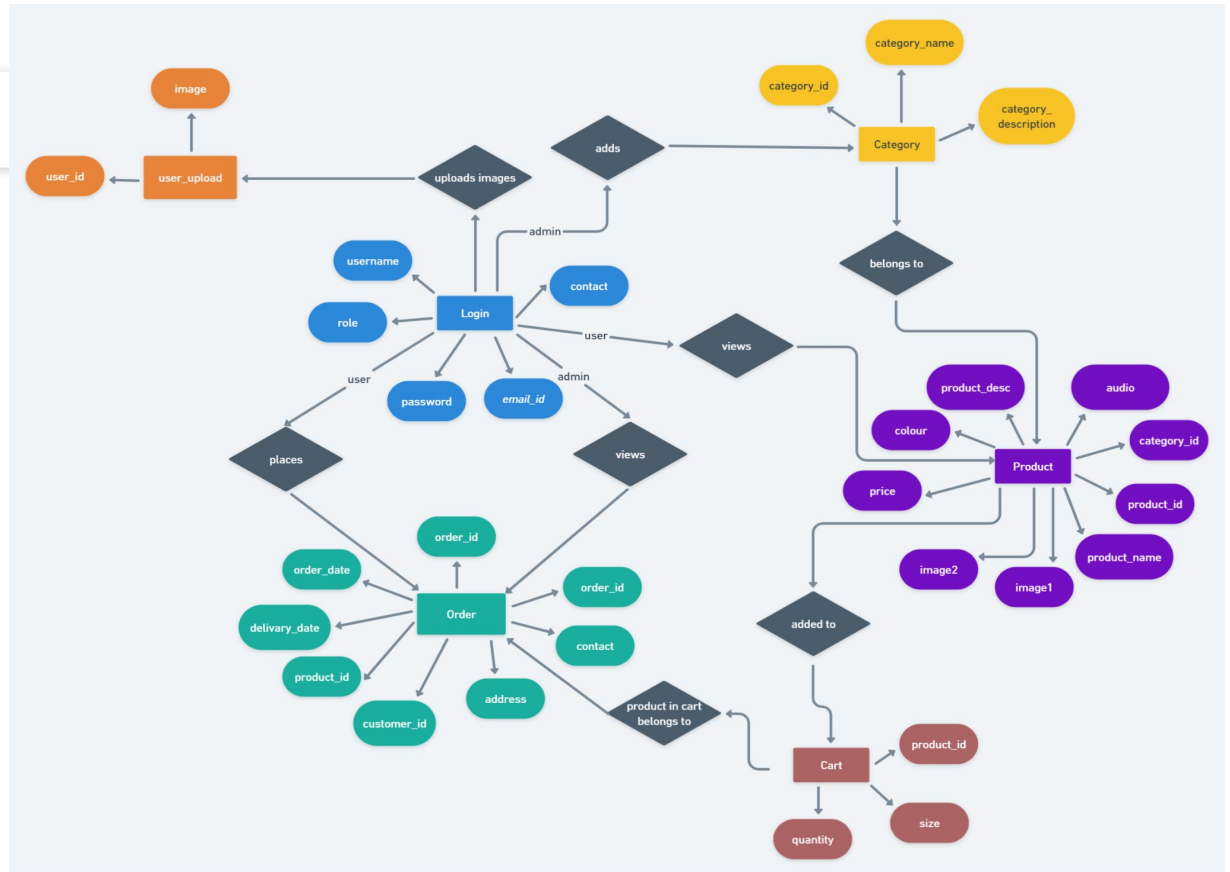 category_name
image
category_id
category_
description
adds
Category
user_id
user_upload
uploads images
admin
username
belongs to
contact
role
Login
user
views
user
admin
password
email_id
product_desc
audio
colour
category_id
places
views
Product
price
product_id
order_id
product_name
order_date
image2
order_id
image1
Order
delivary_date
added to
contact
product_id
address
product in cart
belongs to
customer_id
product_id
Cart
size
quantity